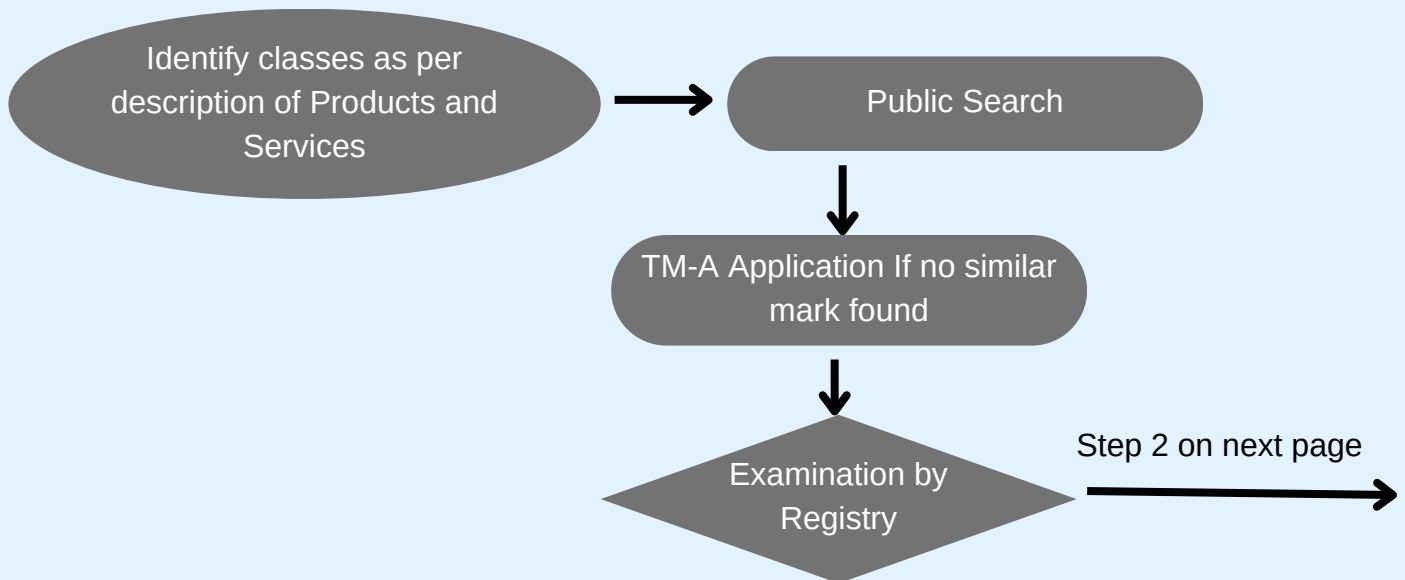 Identify classes as per
description of Products and
Services
Public Search
TM-A Application If no similar
mark found
Examination by
Registry
Step 2 on next page